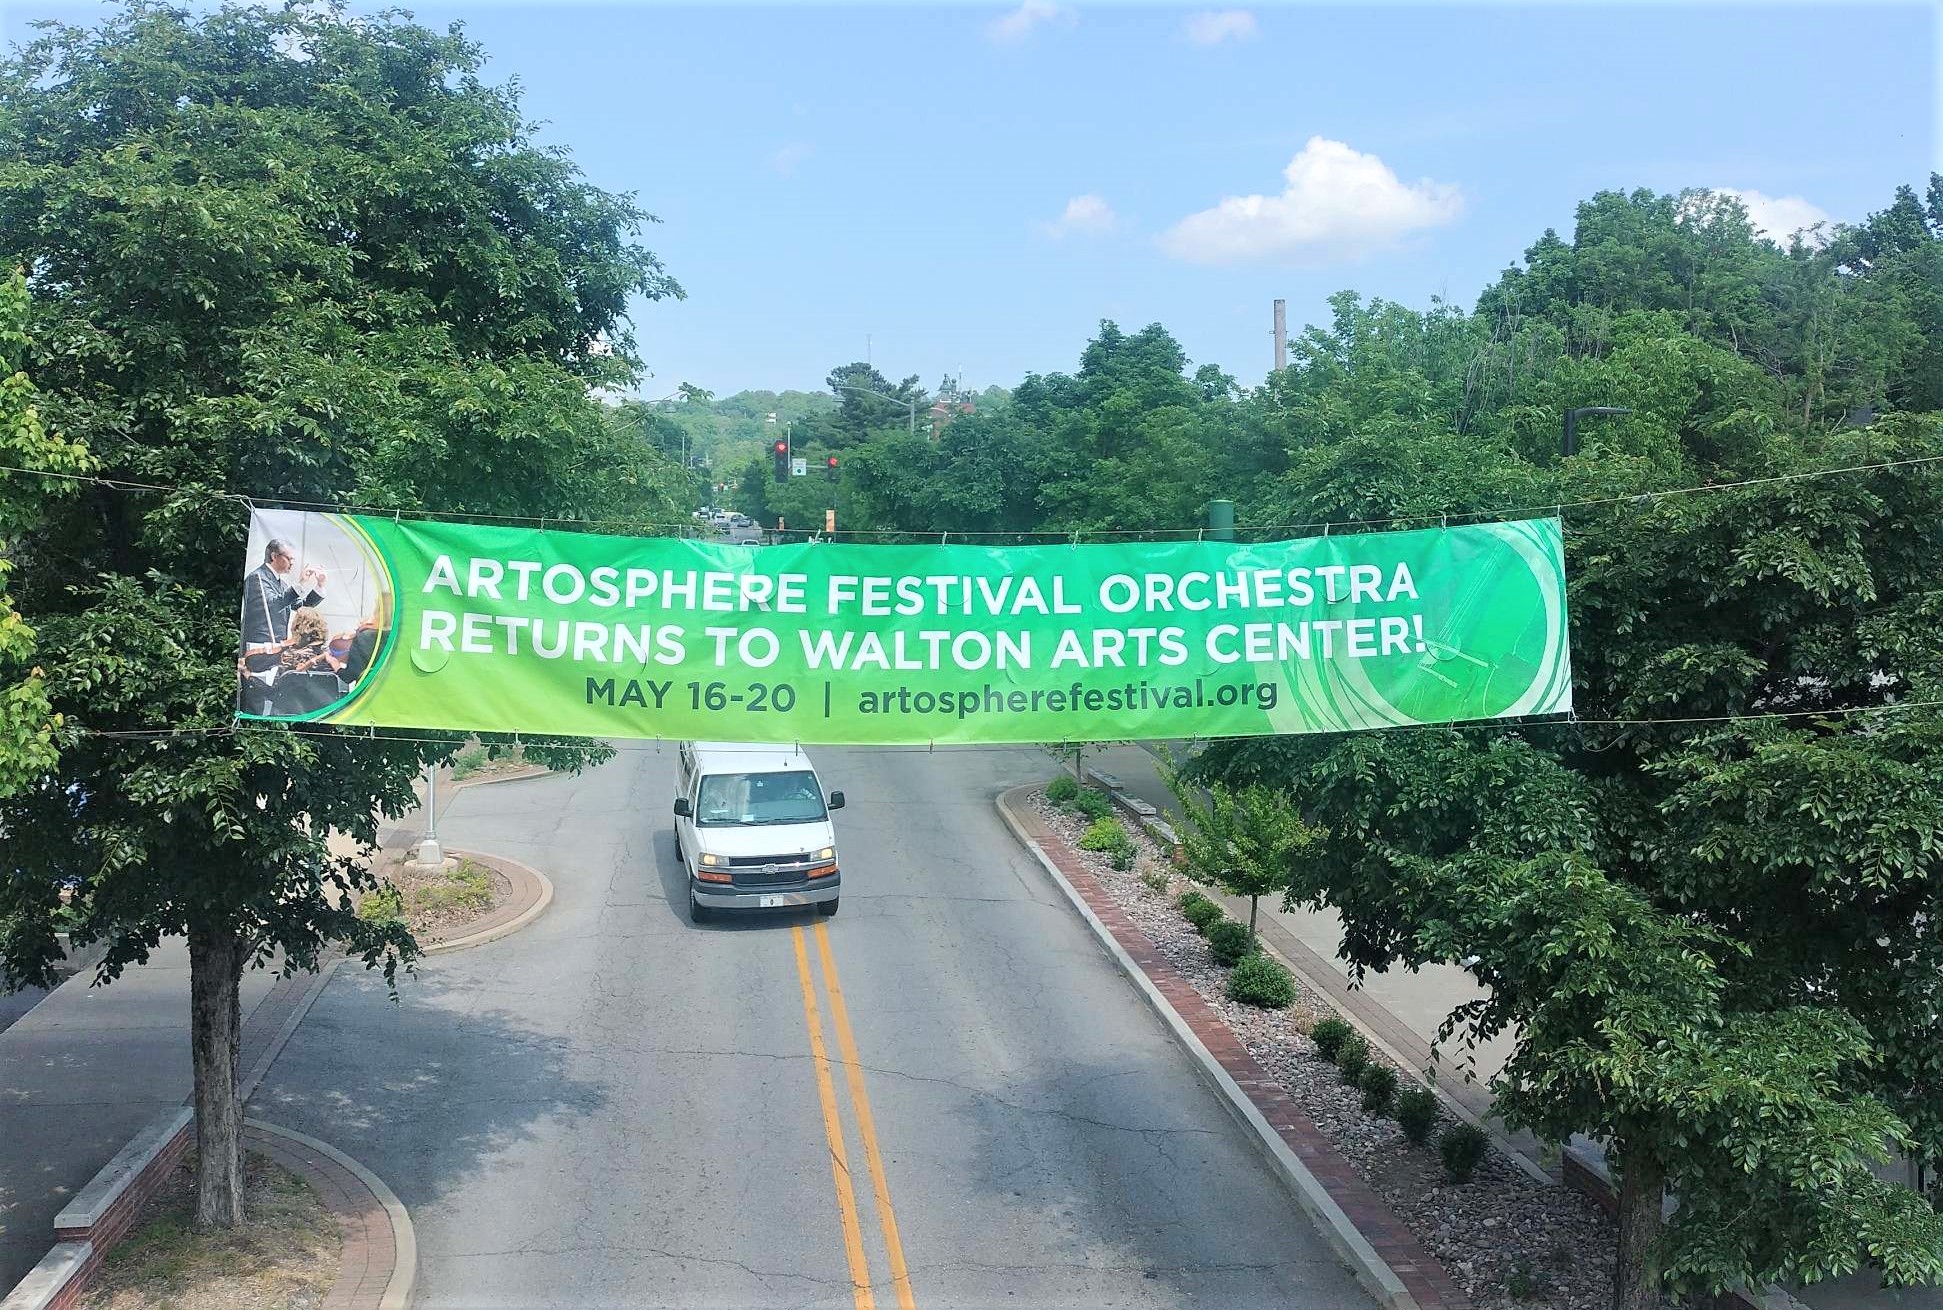 ARTOSPHERE FESTIVAL ORCHESTRA
RETURNS TO WALTON ARTS CENTER!
MAY 16-20 | artospherefestival.org